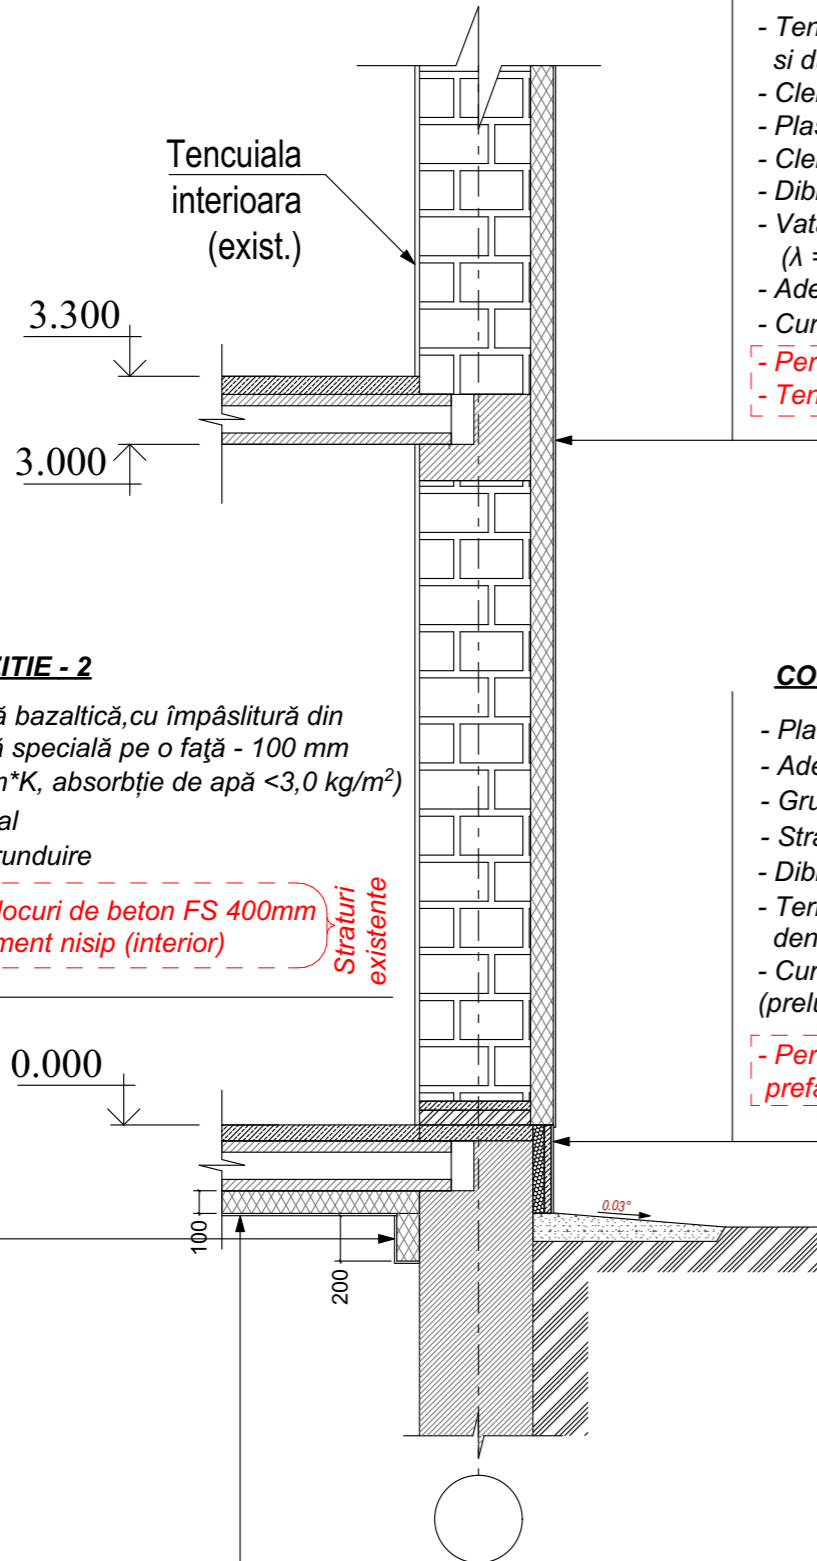 Tencuiala
interioara
(exist.)
3.300
3.000
- Ten
si d
- Cle
- Pla
- Cle
- Dib
- Vat
(λ =
- Ade
- Cur
- Per
- Ten
ITIE - 2
ă bazaltică,cu împâslitură din
ă specială pe o faţă - 100 mm
m*K, absorbție de apă <3,0 kg/m²)
al
runduire
locuri de beton FS 400mm
ment nisip (interior)
Straturi
existente
CO
- Pla
- Ade
- Gru
- Stra
- Dib
- Ter
den
- Cur
(prelu
- Per
prefa
0.000
100
200
0.03°